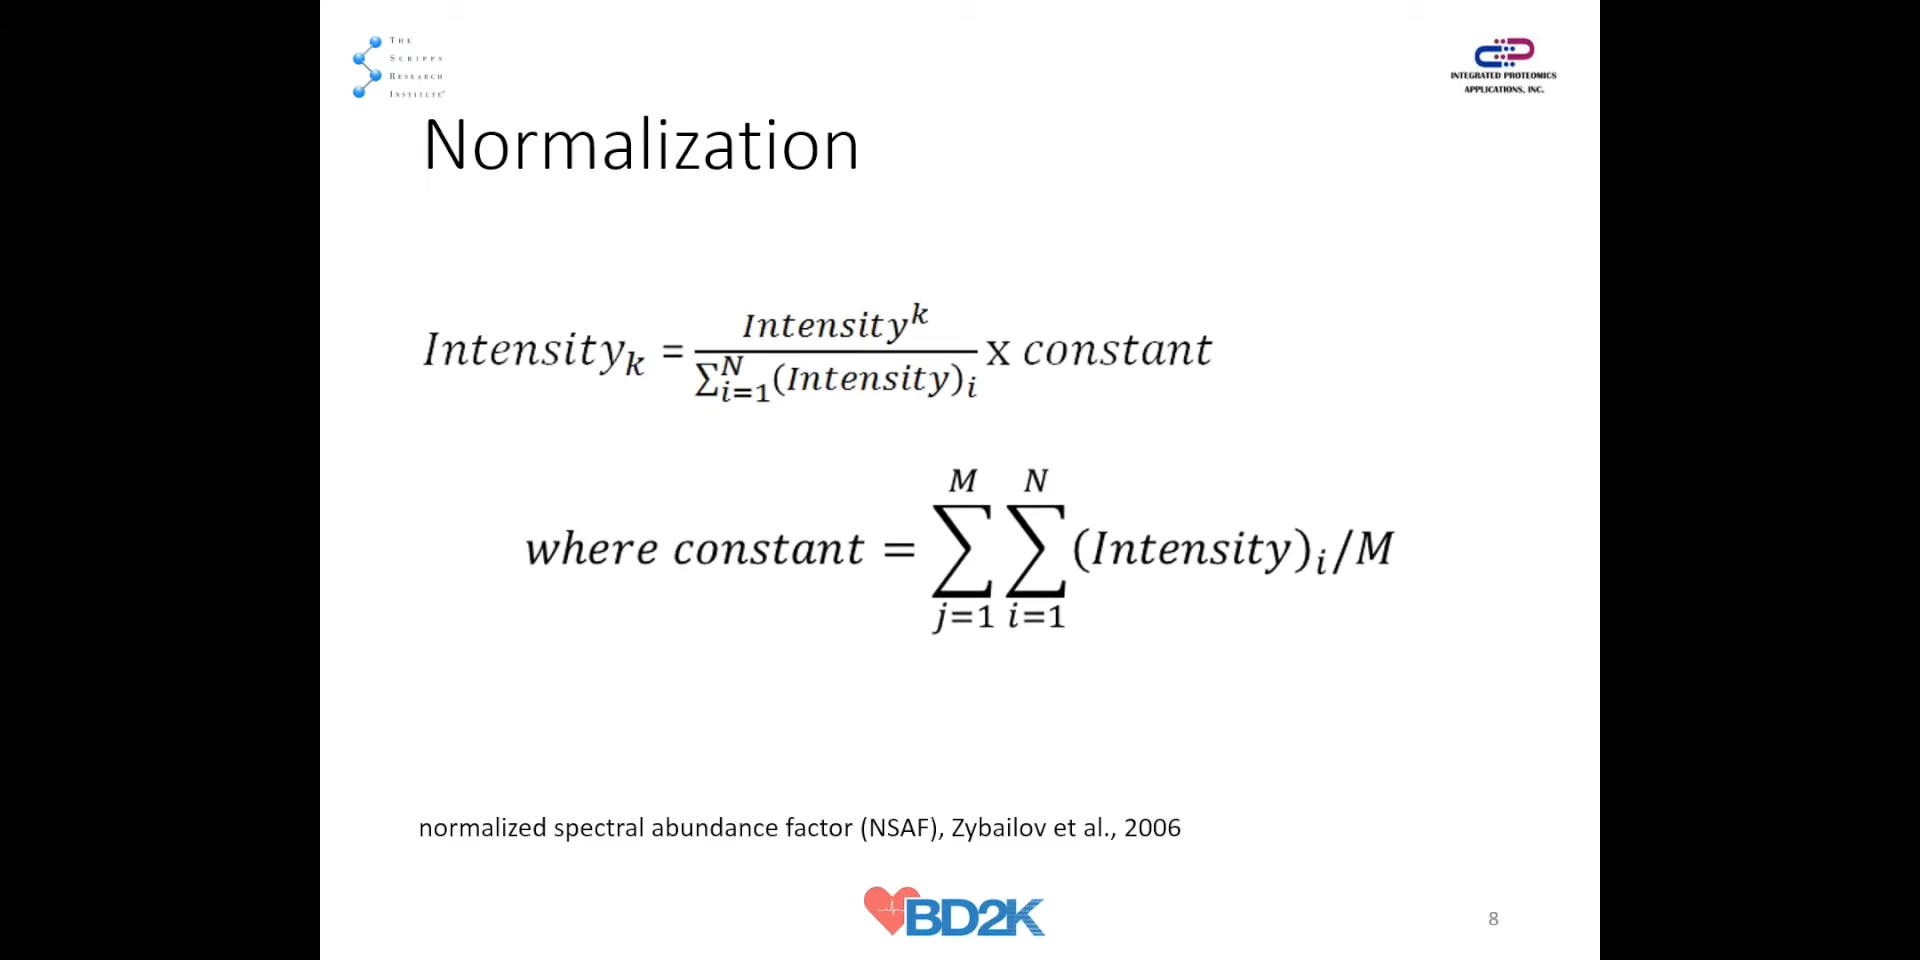 THE
SCRIPPS
RESEARCH
INSTITUTE®
INTEGRATED PROTEOMICS
APPLICATIONS, INC.
Normalization
Intensity_k = \frac{Intensity^k}{\sum_{i=1}^{N}(Intensity)_i} x constant
where constant = \sum_{j=1}^{M} \sum_{i=1}^{N} (Intensity)_i/M
normalized spectral abundance factor (NSAF), Zybailov et al., 2006
BD2K
8